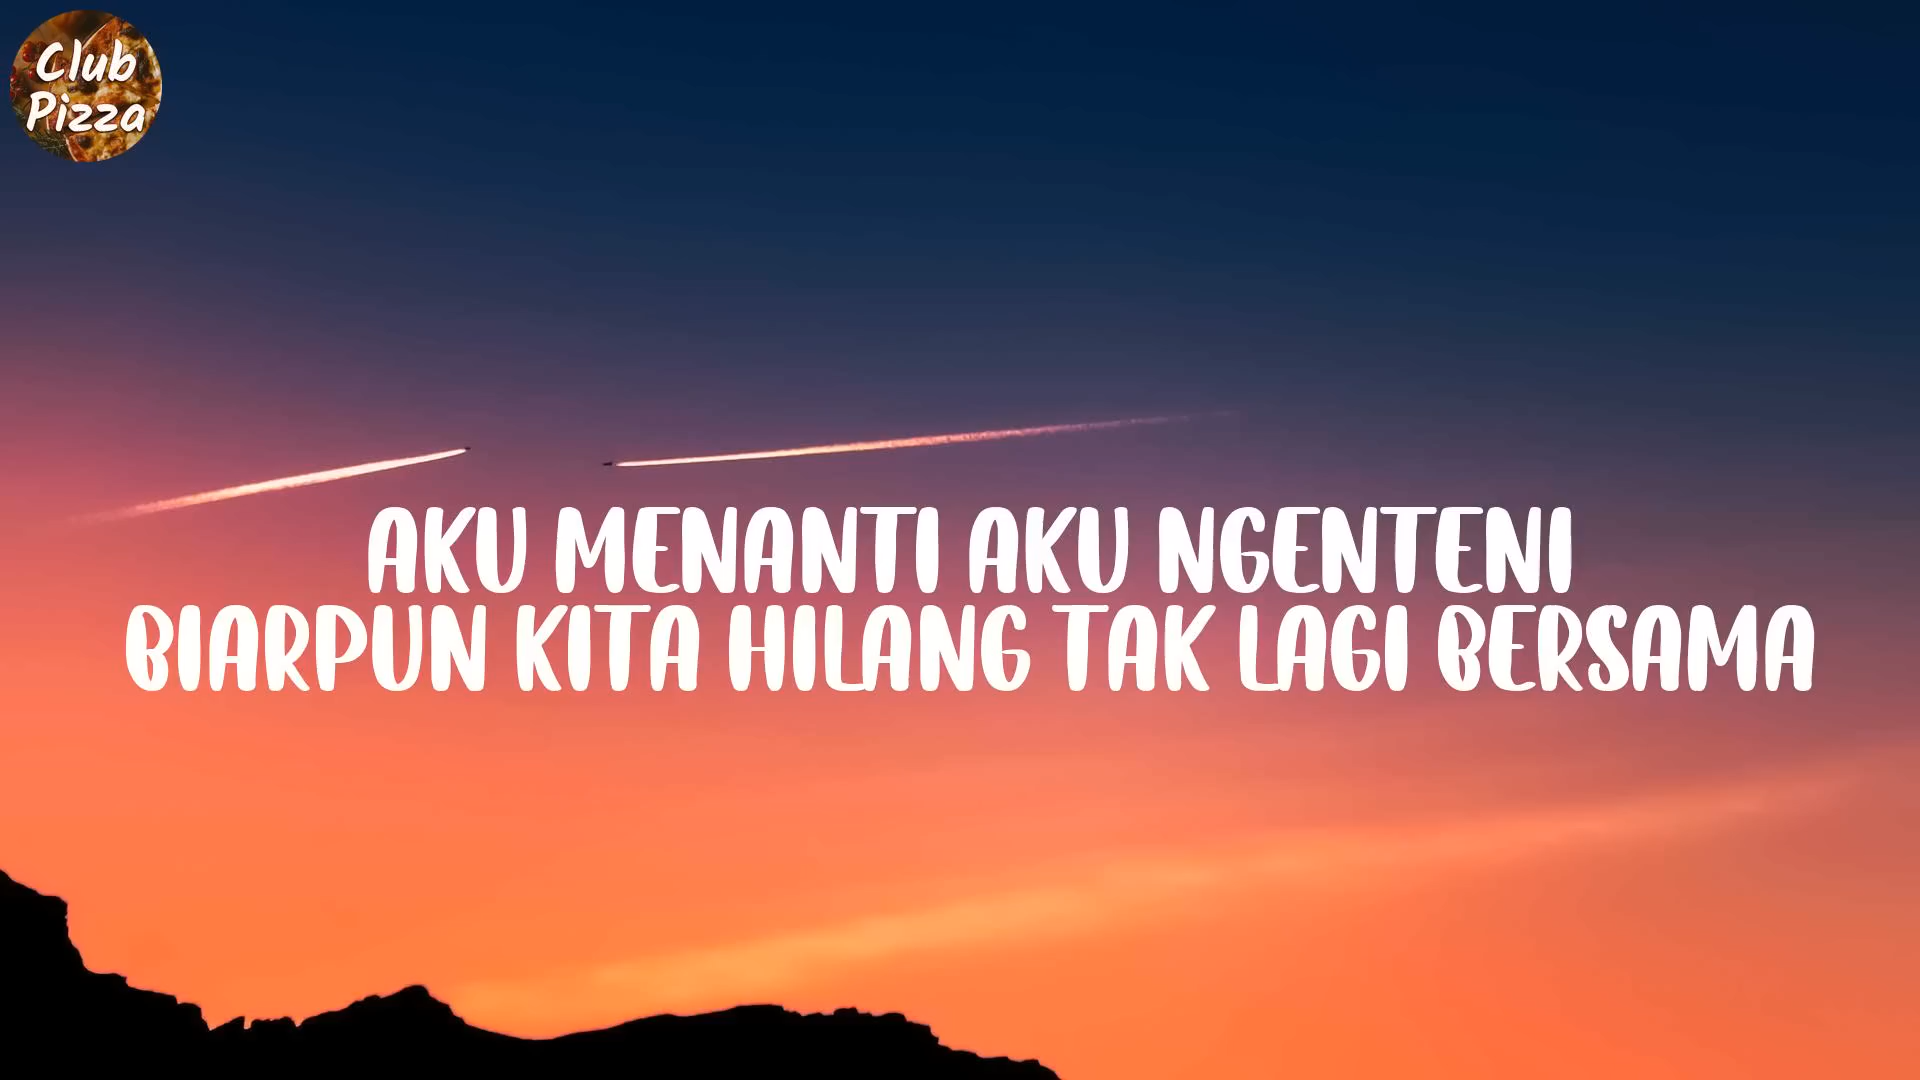 Club
Pizza
AKU MENANTI AKU NGENTENI
BIARPUN KITA HILANG TAK LAGI BERSAMA